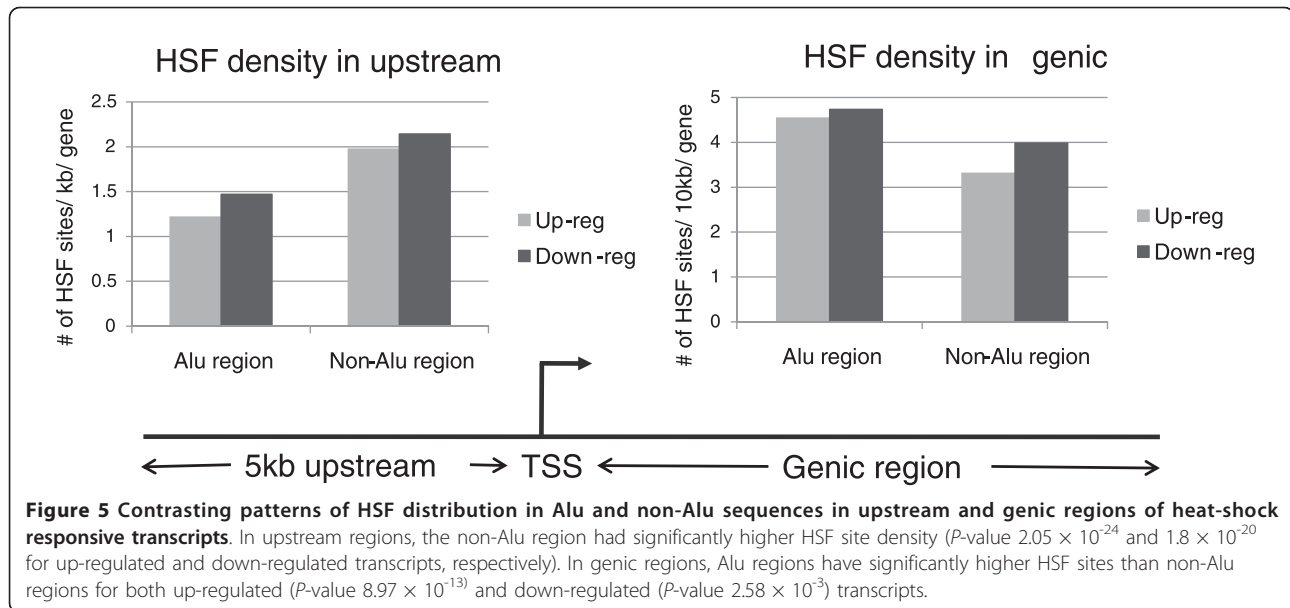 HSF density in upstream
# of HSF sites/ kb/ gene
2.5
2
1.5
1
0.5
0
Alu region
Non-Alu region
Up-reg
Down-reg
HSF density in genic
# of HSF sites/ 10kb/ gene
5
4
3
2
1
0
Alu region
Non-Alu region
Up-reg
Down-reg
5kb upstream
TSS
Genic region
Figure 5 Contrasting patterns of HSF distribution in Alu and non-Alu sequences in upstream and genic regions of heat-shock
responsive transcripts. In upstream regions, the non-Alu region had significantly higher HSF site density (P-value 2.05 × 10⁻²⁴ and 1.8 × 10⁻²⁰
for up-regulated and down-regulated transcripts, respectively). In genic regions, Alu regions have significantly higher HSF sites than non-Alu
regions for both up-regulated (P-value 8.97 × 10⁻¹³⁾ and down-regulated (P-value 2.58 × 10⁻³) transcripts.